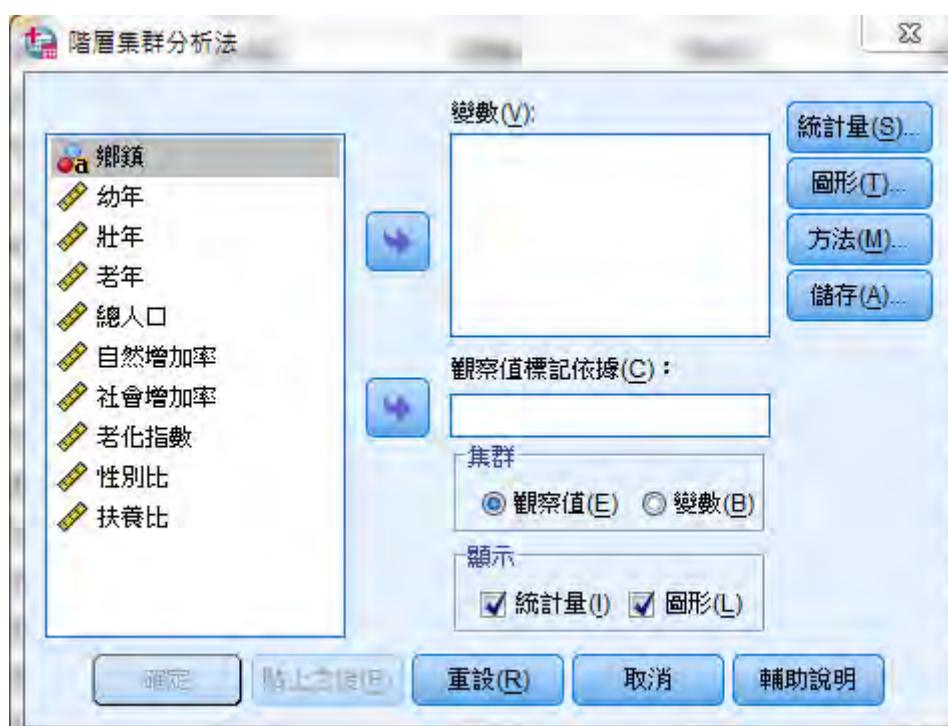 階層集群分析法
變數(V):
鄉鎮
幼年
壯年
老年
總人口
自然增加率
社會增加率
老化指數
性別比
扶養比
統計量(S)...
圖形(T)...
方法(M)...
儲存(A)...
觀察值標記依據(C)：
集群
觀察值(E) 變數(B)
顯示
統計量(I) 圖形(L)
確定 貼上之後(P) 重設(R) 取消 輔助說明